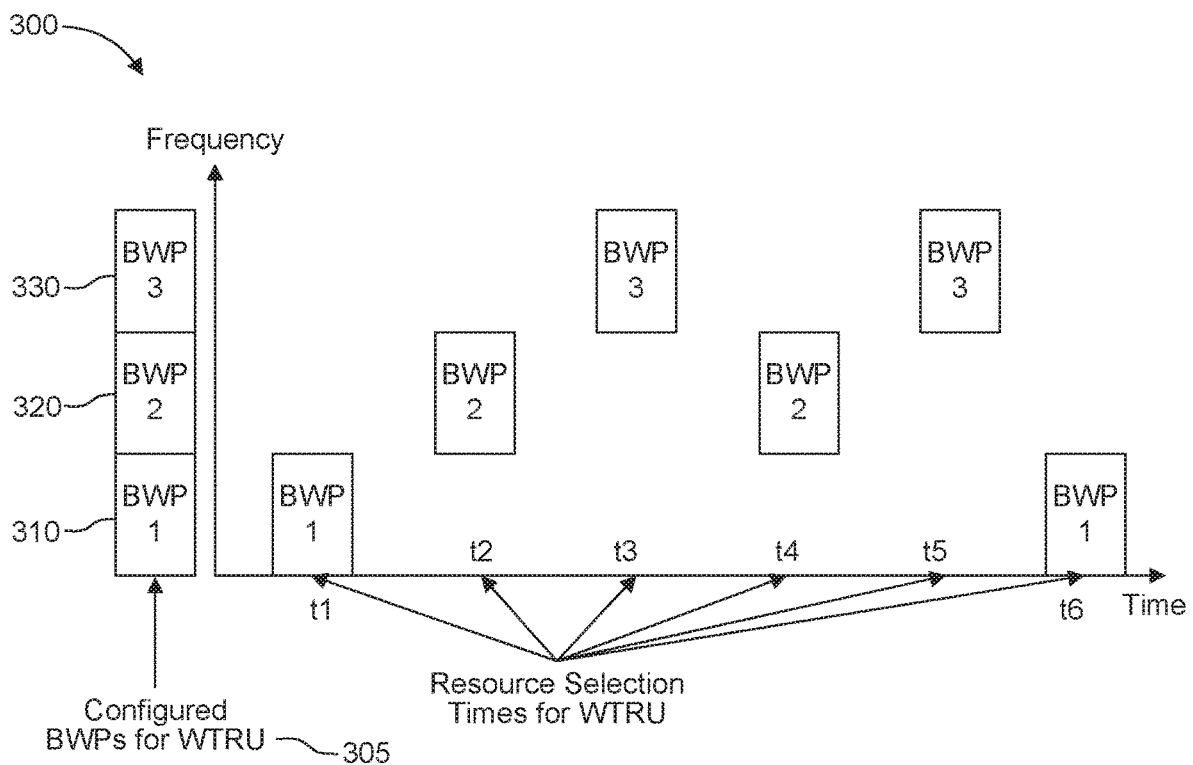 300
Frequency
BWP
3
BWP
3
BWP
3
330
BWP
2
BWP
2
BWP
2
320
BWP
1
BWP
1
BWP
1
310
t2
t3
t4
t5
t1
t6
Time
Resource Selection
Times for WTRU
Configured
BWPs for WTRU
305